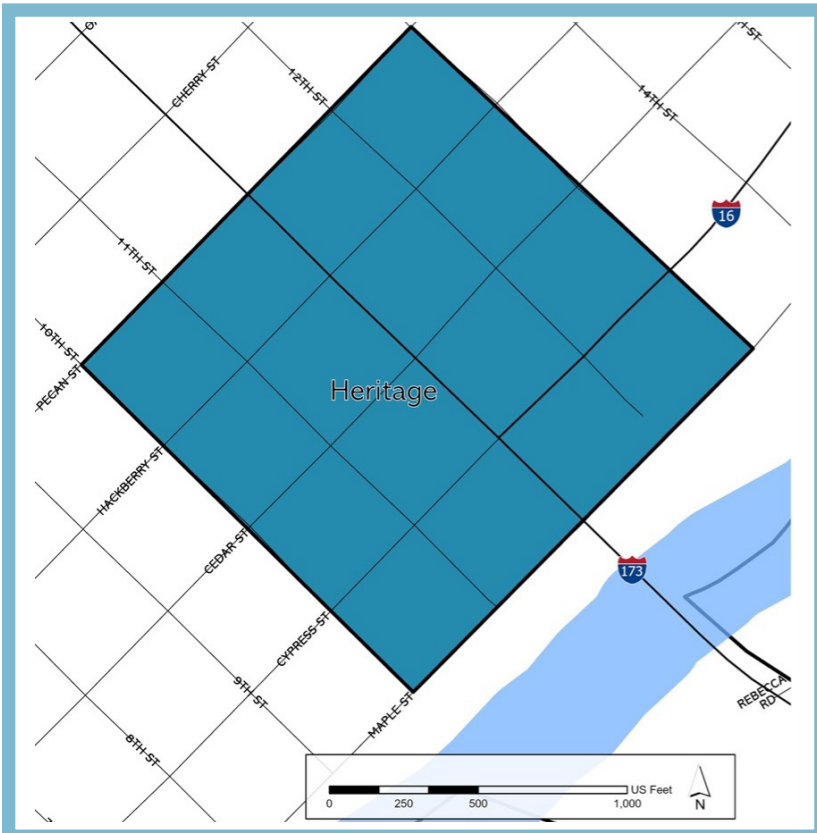 CHERRY ST
12TH ST
14TH ST
16
11TH ST
10TH ST
PECAN ST
Heritage
HACKBERRY ST
CEDAR ST
173
CYPRESS ST
9TH ST
MAPLE ST
REBECCA
RD
8TH ST
US Feet
0 250 500 1,000
N